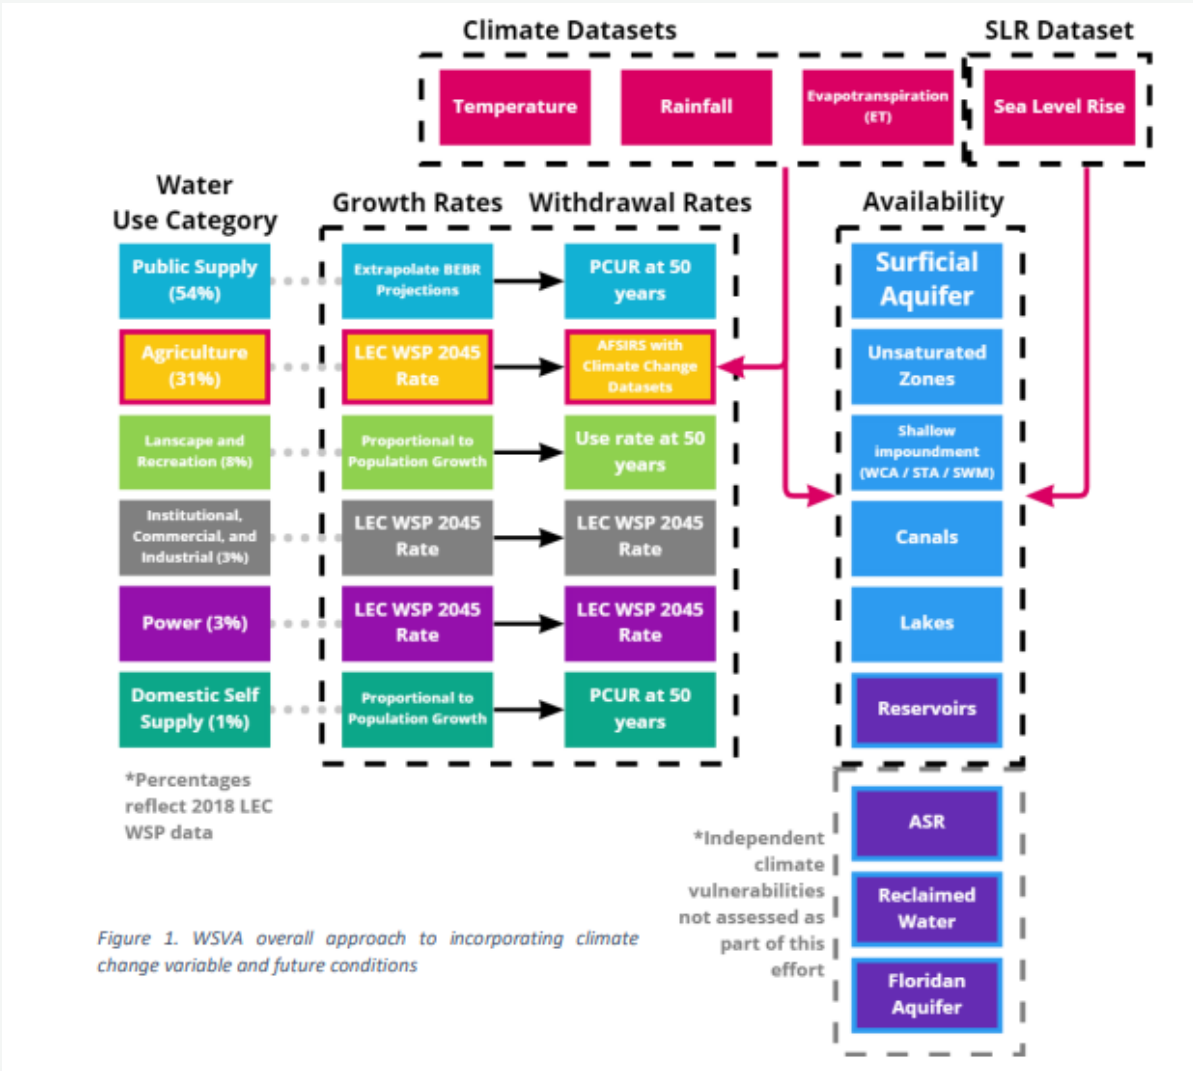 Climate Datasets
SLR Dataset
Temperature
Rainfall
Evapotranspiration
(ET)
Sea Level Rise
Water
Use Category
Growth Rates
Withdrawal Rates
Availability
Public Supply
(54%)
Extrapolate BEBR
Projections
PCUR at 50
years
Surficial
Aquifer
Agriculture
(31%)
LEC WSP 2045
Rate
AFSIRS with
Climate Change
Datasets
Unsaturated
Zones
Lanscape and
Recreation (8%)
Proportional to
Population Growth
Use rate at 50
years
Shallow
impoundment
(WCA / STA / SWM)
Institutional,
Commercial, and
Industrial (3%)
LEC WSP 2045
Rate
LEC WSP 2045
Rate
Canals
Power (3%)
LEC WSP 2045
Rate
LEC WSP 2045
Rate
Lakes
Domestic Self
Supply (1%)
Proportional to
Population Growth
PCUR at 50
years
Reservoirs
*Percentages
reflect 2018 LEC
WSP data
*Independent
climate
vulnerabilities
not assessed as
part of this
effort
ASR
Reclaimed
Water
Floridan
Aquifer
Figure 1. WSVA overall approach to incorporating climate
change variable and future conditions